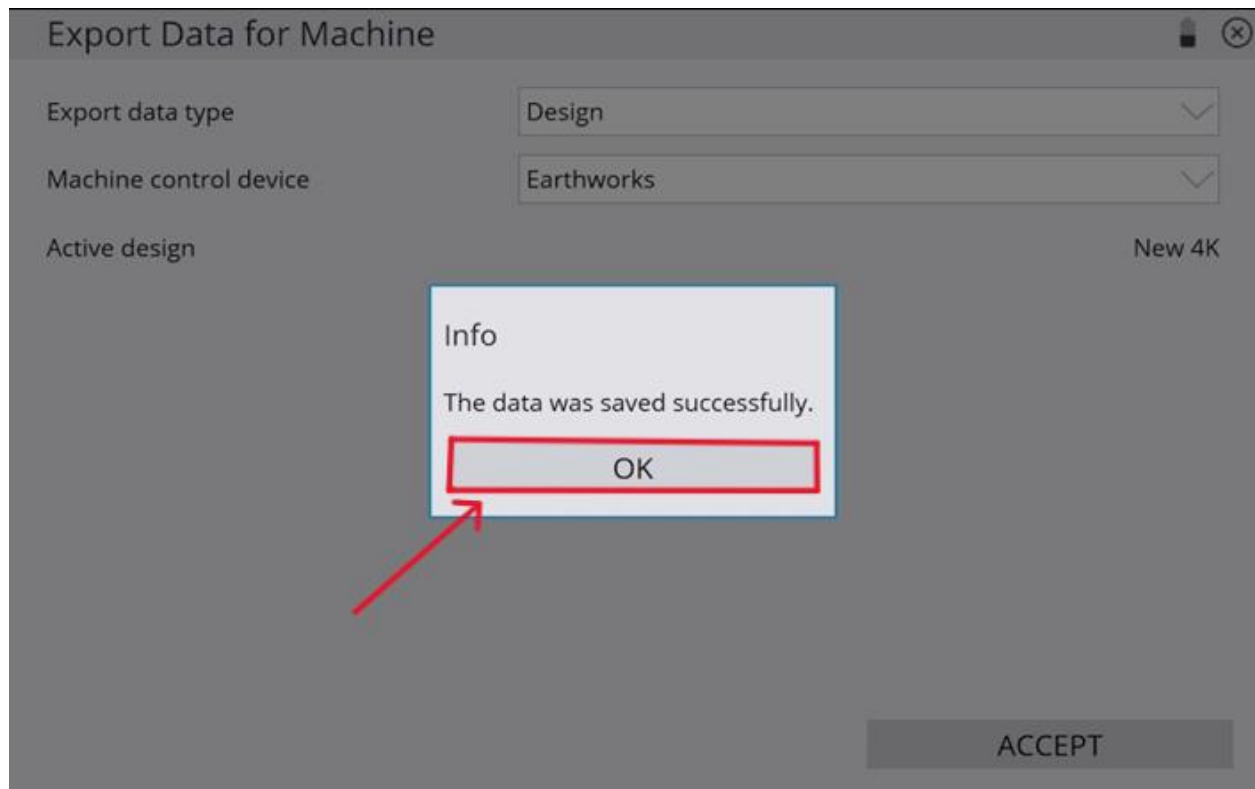 Export Data for Machine
Export data type
Design
Machine control device
Earthworks
Active design
New 4K
Info
The data was saved successfully.
OK
ACCEPT